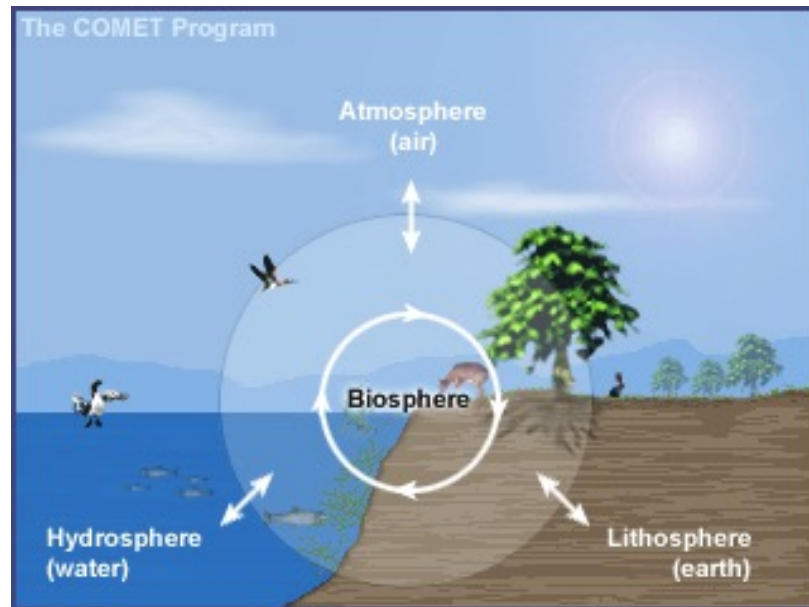 The COMET Program
Atmosphere
(air)
Biosphere
Hydrosphere
(water)
Lithosphere
(earth)